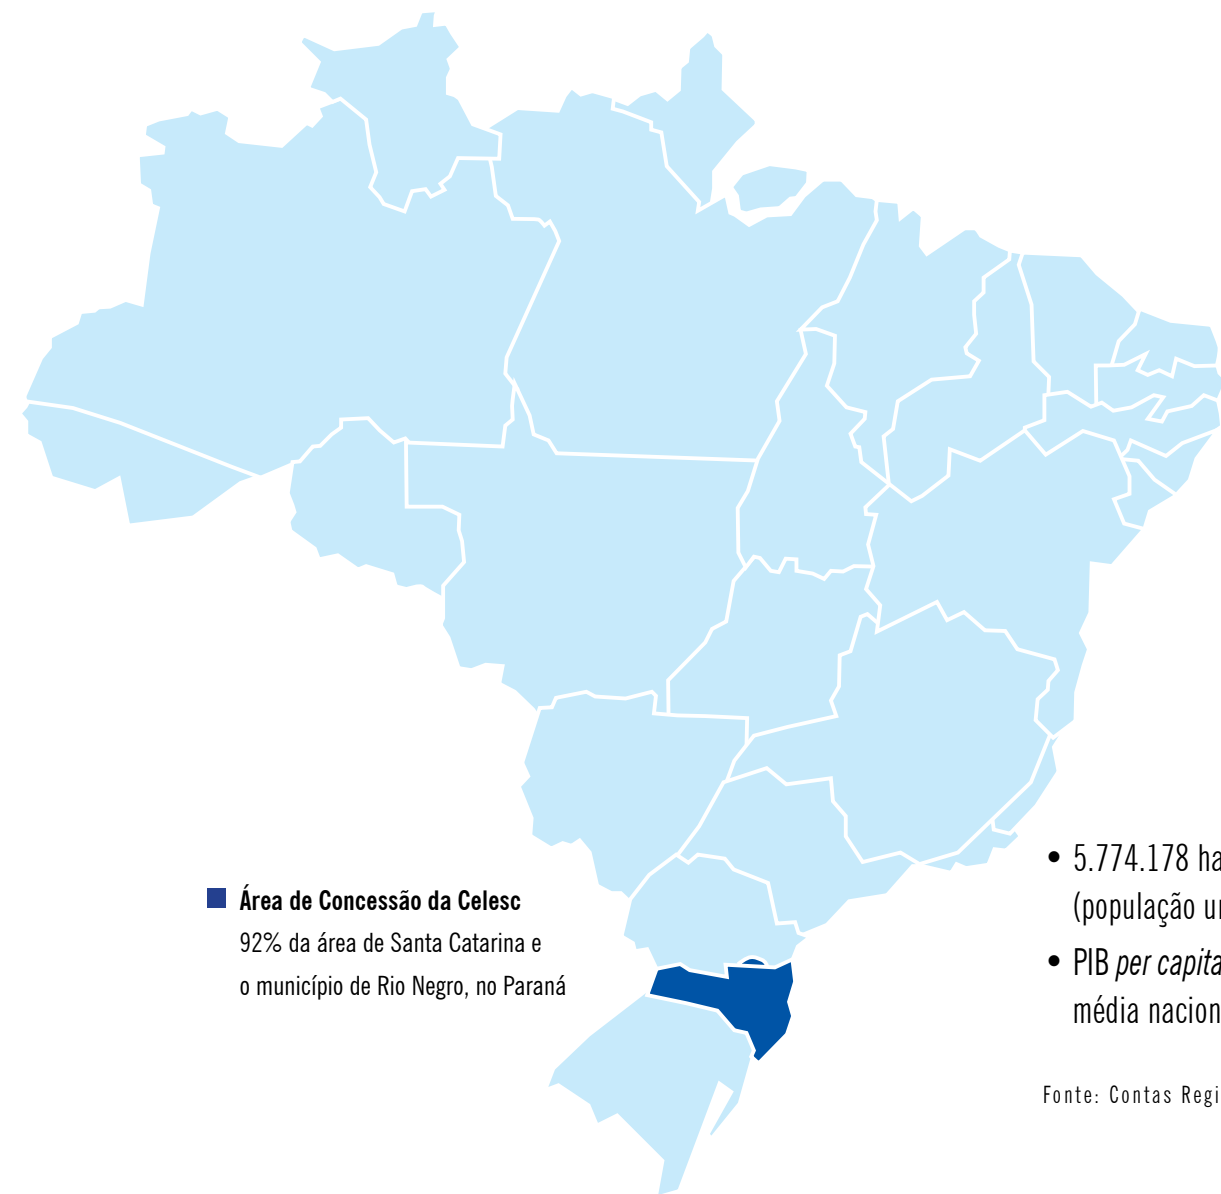 Área de Concessão da Celesc
92% da área de Santa Catarina e
o município de Rio Negro, no Paraná
• 5.774.178
(população
• PIB per capita
média
Fonte: Contas